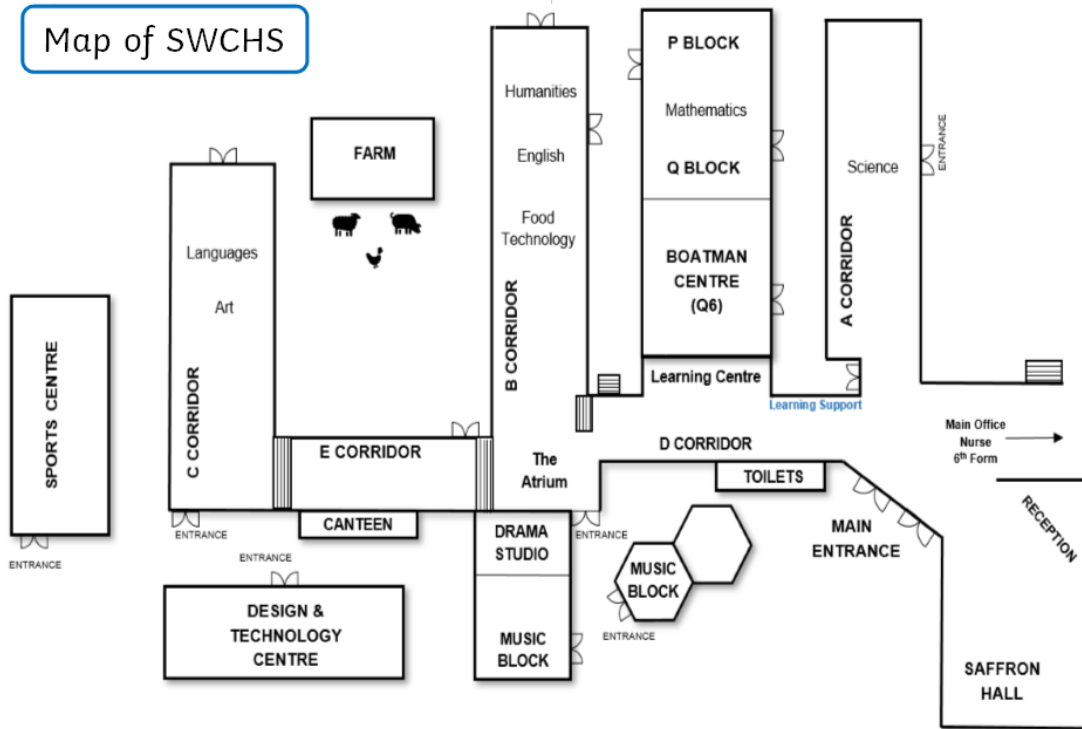 Map of SWCHS
P BLOCK
Humanities
Mathematics
ENTRANCE
FARM
English
Q BLOCK
Science
Food
Technology
Languages
BOATMAN
CENTRE
(Q6)
A CORRIDOR
Art
B CORRIDOR
C CORRIDOR
SPORTS CENTRE
Learning Centre
Learning Support
Main Office
Nurse
6th Form
E CORRIDOR
The
Atrium
D CORRIDOR
TOILETS
RECEPTION
CANTEEN
DRAMA
STUDIO
MAIN
ENTRANCE
ENTRANCE
ENTRANCE
ENTRANCE
ENTRANCE
MUSIC
BLOCK
ENTRANCE
DESIGN &
TECHNOLOGY
CENTRE
MUSIC
BLOCK
SAFFRON
HALL